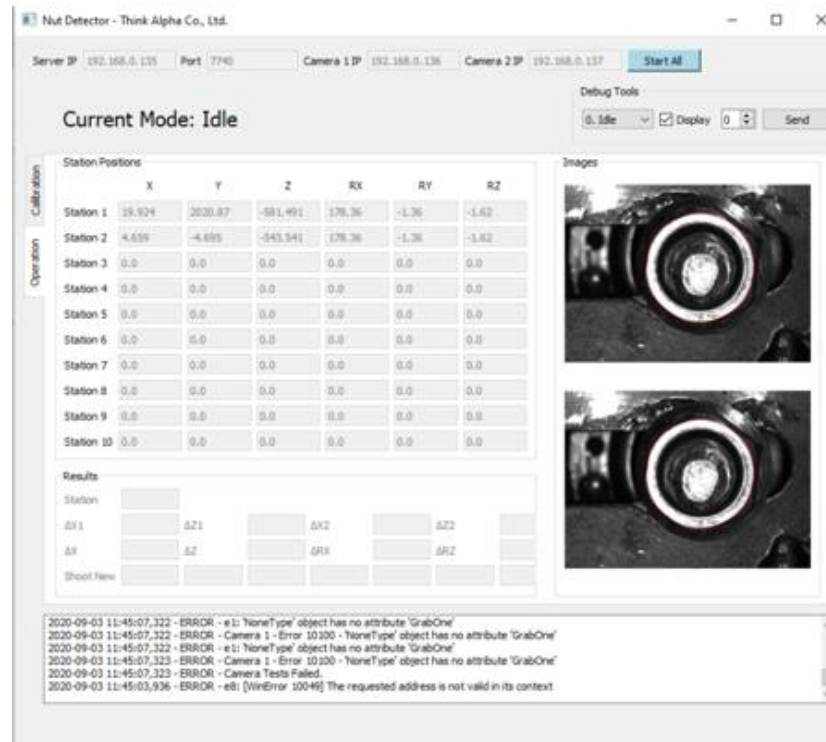 Nut Detector - Think Alpha Co., Ltd.
Server IP 192.168.0.135 Port 7740 Camera 1 IP 192.168.0.136 Camera 2 IP 192.168.0.137 Start All
Debug Tools
Current Mode: Idle
0. Idle Display 0 Send
Calibration
Operation
Station Positions
X Y Z RX RY RZ
Station 1 19.924 2020.87 -581.491 178.36 -1.36 -1.62
Station 2 4.659 -4.695 -543.541 178.36 -1.36 -1.62
Station 3 0.0 0.0 0.0 0.0 0.0 0.0
Station 4 0.0 0.0 0.0 0.0 0.0 0.0
Station 5 0.0 0.0 0.0 0.0 0.0 0.0
Station 6 0.0 0.0 0.0 0.0 0.0 0.0
Station 7 0.0 0.0 0.0 0.0 0.0 0.0
Station 8 0.0 0.0 0.0 0.0 0.0 0.0
Station 9 0.0 0.0 0.0 0.0 0.0 0.0
Station 10 0.0 0.0 0.0 0.0 0.0 0.0
Images
Results
Station
ΔX1 ΔZ1 ΔX2 ΔZ2
ΔX ΔZ ΔRX ΔRZ
Shoot New
2020-09-03 11:45:07,322 - ERROR - e1: 'NoneType' object has no attribute 'GrabOne'
2020-09-03 11:45:07,322 - ERROR - Camera 1 - Error 10100 - 'NoneType' object has no attribute 'GrabOne'
2020-09-03 11:45:07,322 - ERROR - e1: 'NoneType' object has no attribute 'GrabOne'
2020-09-03 11:45:07,323 - ERROR - Camera 1 - Error 10100 - 'NoneType' object has no attribute 'GrabOne'
2020-09-03 11:45:07,323 - ERROR - Camera Tests Failed.
2020-09-03 11:45:03,936 - ERROR - e8: [WinError 10049] The requested address is not valid in its context